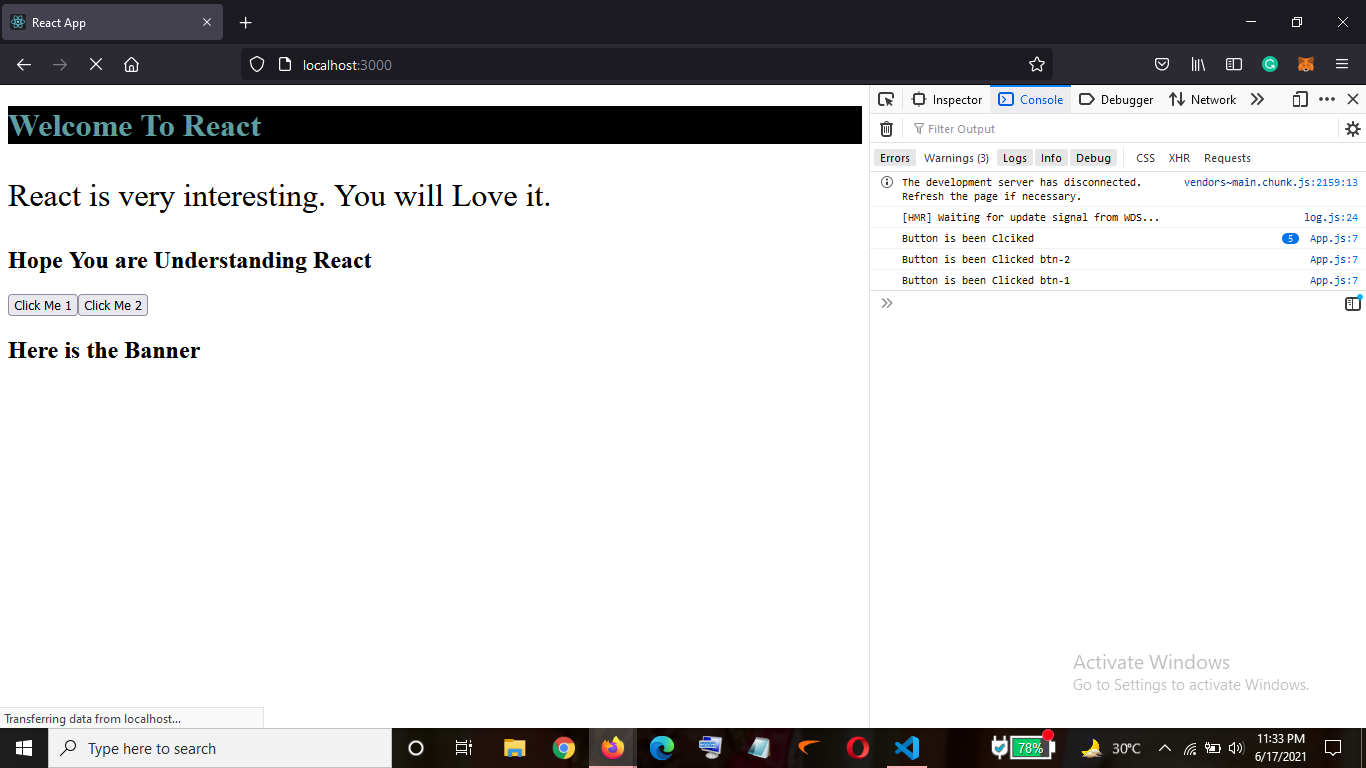 React App
localhost:3000
Welcome To React
React is very interesting. You will Love it.
Hope You are Understanding React
Click Me 1 Click Me 2
Here is the Banner
Transferring data from localhost...
Inspector Console Debugger Network
Filter Output
Errors Warnings (3) Logs Info Debug CSS XHR Requests
The development server has disconnected. vendors~main.chunk.js:2159:13
Refresh the page if necessary.
[HMR] Waiting for update signal from WDS... log.js:24
Button is been Clciked 5 App.js:7
Button is been Clicked btn-2 App.js:7
Button is been Clicked btn-1 App.js:7
Activate Windows
Go to Settings to activate Windows.
Type here to search
78%
30°C
11:33 PM
6/17/2021